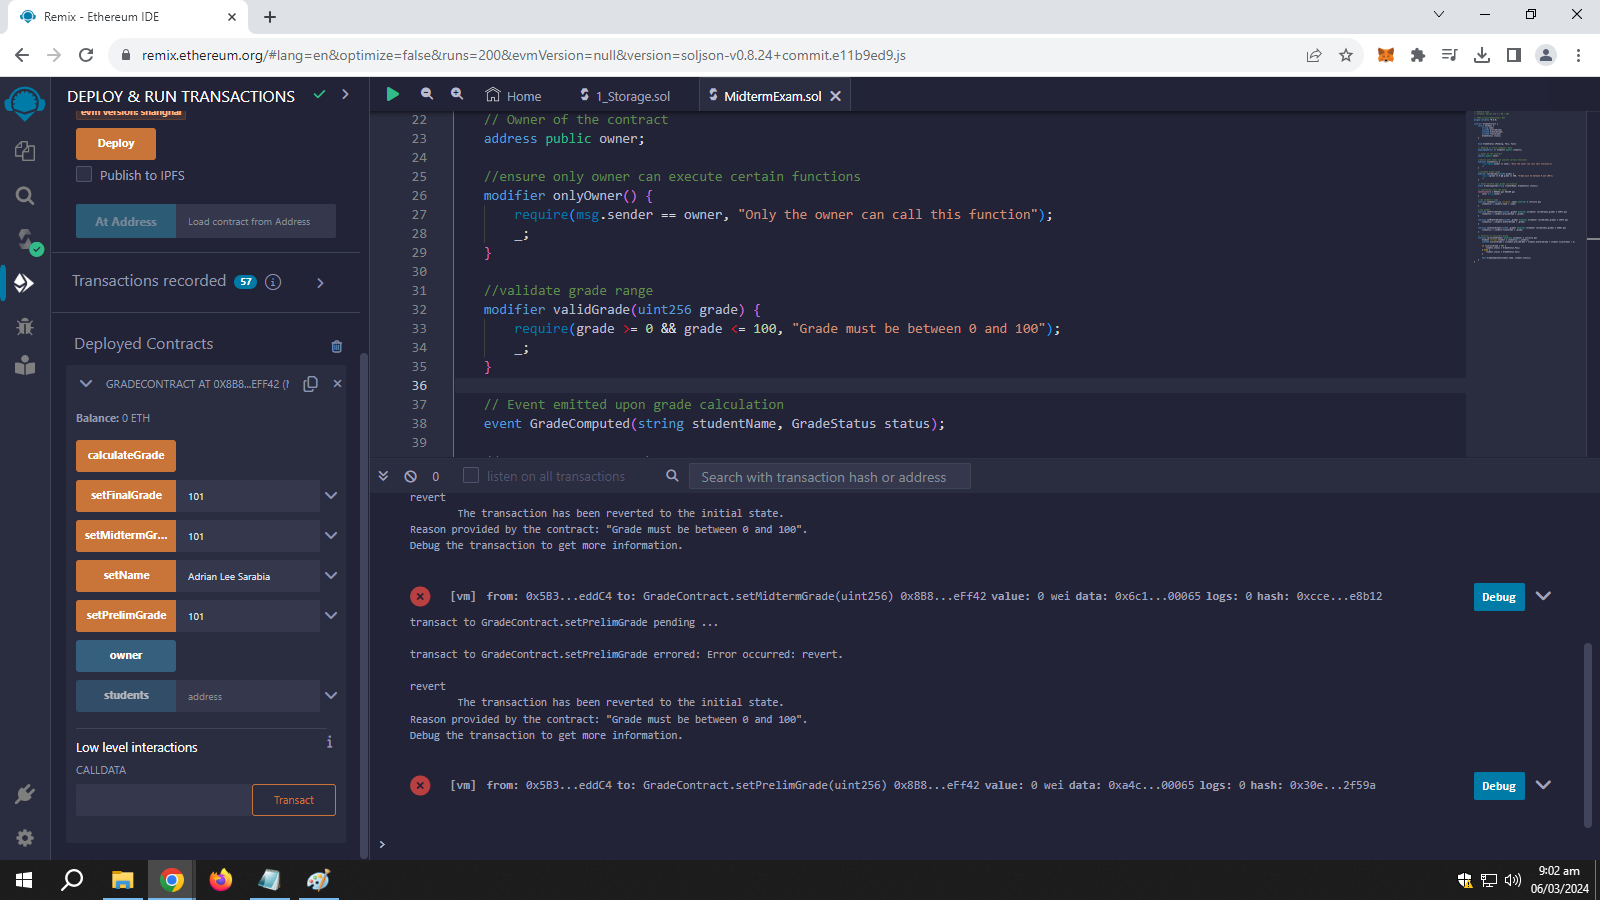 Remix - Ethereum IDE
remix.ethereum.org/#lang=en&optimize=false&runs=200&evmVersion=null&version=soljson-v0.8.24+commit.e11b9ed9.js
DEPLOY & RUN TRANSACTIONS
evm version: shanghai
Deploy
Publish to IPFS
At Address
Load contract from Address
Transactions recorded 57
Deployed Contracts
GRADECONTRACT AT 0X8B8...EFF42
Balance: 0 ETH
calculateGrade
setFinalGrade 101
setMidtermGr... 101
setName Adrian Lee Sarabia
setPrelimGrade 101
owner
students address
Low level interactions
CALLDATA
Transact
Home
1_Storage.sol
MidtermExam.sol
22 // Owner of the contract
23 address public owner;
24
25 //ensure only owner can execute certain functions
26 modifier onlyOwner() {
27 require(msg.sender == owner, "Only the owner can call this function");
28 _;
29 }
30
31 //validate grade range
32 modifier validGrade(uint256 grade) {
33 require(grade >= 0 && grade <= 100, "Grade must be between 0 and 100");
34 _;
35 }
36
37 // Event emitted upon grade calculation
38 event GradeComputed(string studentName, GradeStatus status);
39
0
listen on all transactions
Search with transaction hash or address
revert
The transaction has been reverted to the initial state.
Reason provided by the contract: "Grade must be between 0 and 100".
Debug the transaction to get more information.
[vm] from: 0x5B3...eddC4 to: GradeContract.setMidtermGrade(uint256) 0x8B8...eFf42 value: 0 wei data: 0x6c1...00065 logs: 0 hash: 0xcce...e8b12
Debug
transact to GradeContract.setPrelimGrade pending ...
transact to GradeContract.setPrelimGrade errored: Error occurred: revert.
revert
The transaction has been reverted to the initial state.
Reason provided by the contract: "Grade must be between 0 and 100".
Debug the transaction to get more information.
[vm] from: 0x5B3...eddC4 to: GradeContract.setPrelimGrade(uint256) 0x8B8...eFf42 value: 0 wei data: 0xa4c...00065 logs: 0 hash: 0x30e...2f59a
Debug
>
9:02 am
06/03/2024